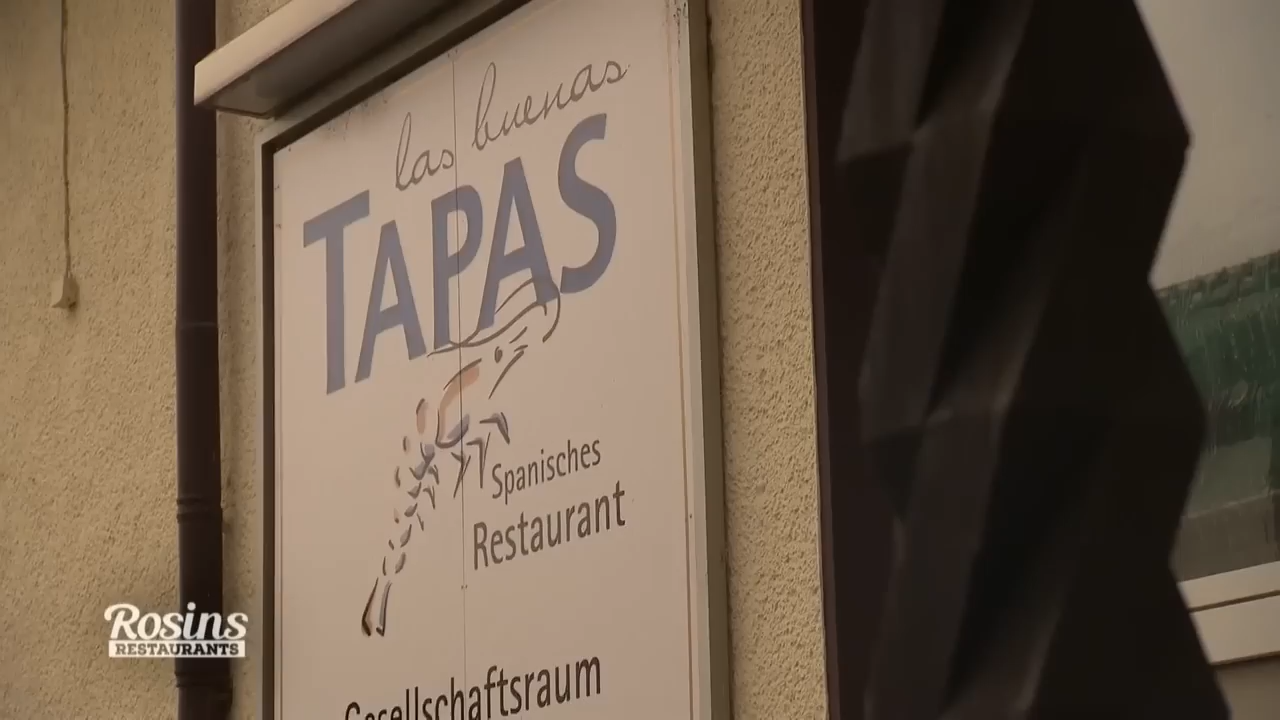 las buenas
TAPAS
Spanisches
Restaurant
Gesellschaftsraum
Rosins
RESTAURANTS